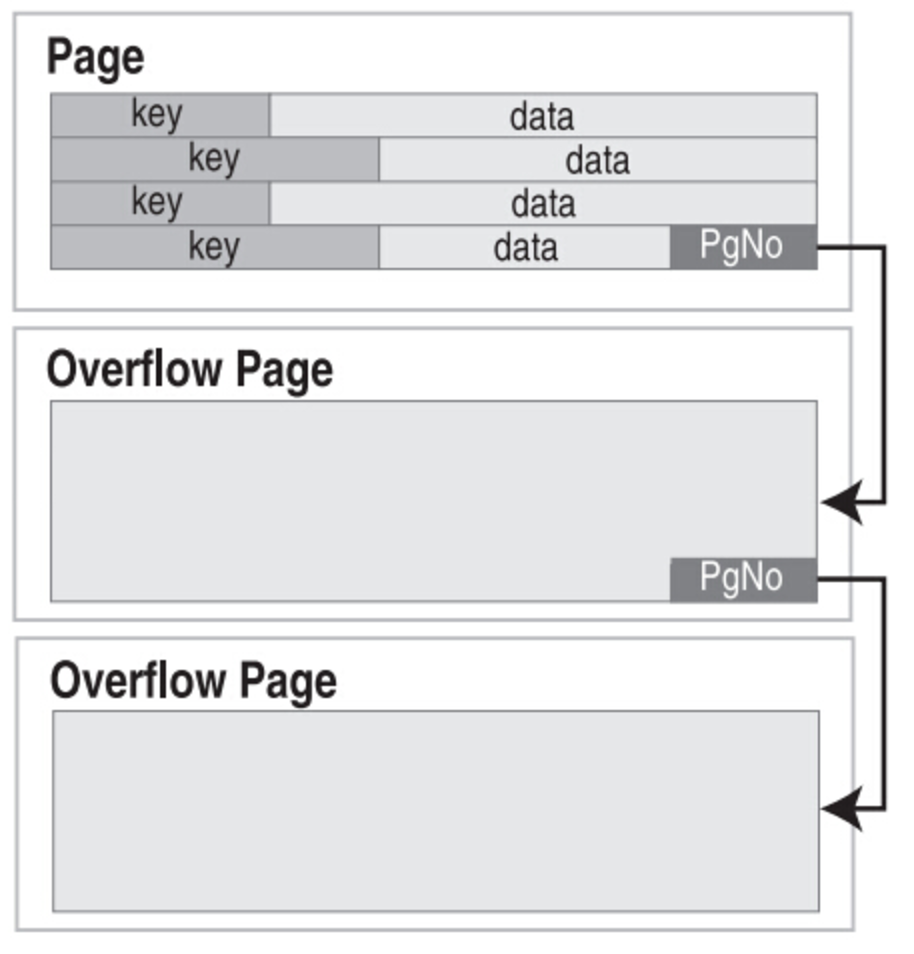 Page
key data
key data
key data
key data PgNo
Overflow Page
PgNo
Overflow Page